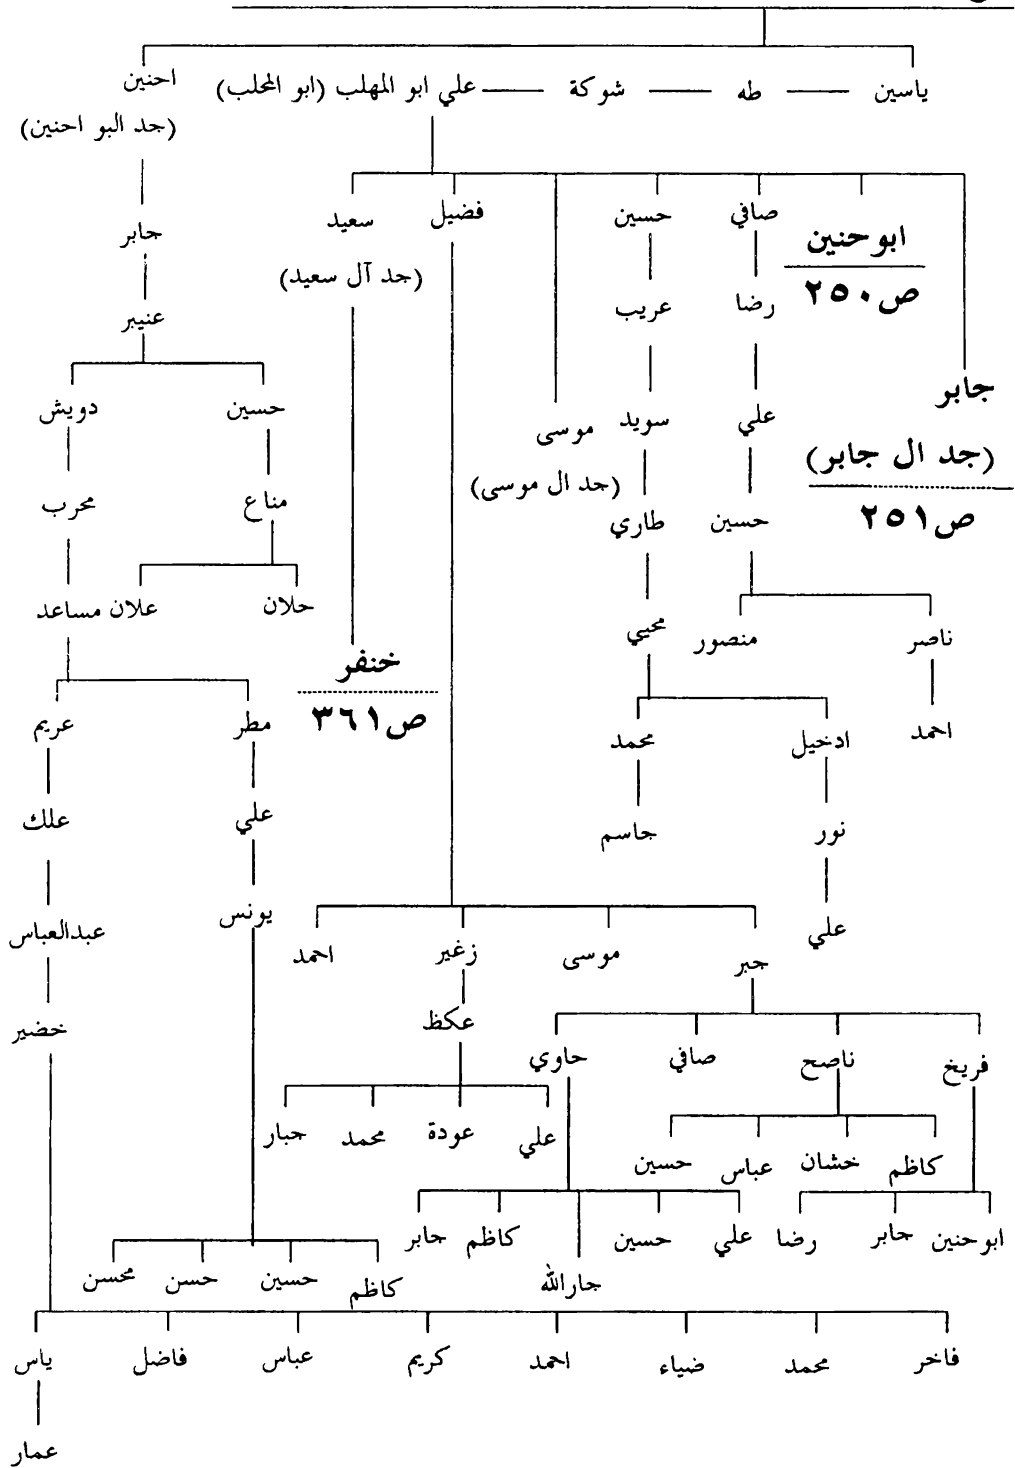 ياسين طه شوكة علي ابو المهلب (ابو المحلب) احنين
(جد البو احنين)
صافي حسين فضيل سعيد
ابو حنين جابر
(جد آل سعيد)
ص٢٥٠ رضا عريب عنيبر
جابر
علي سويد موسى حسين دويش
(جد ال جابر) (جد ال موسى)
ص٢٥١ حسين طاري مناع محرب
حلان علان مساعد
ناصر منصور محيي
خنفر
ص٣٦١
احمد ادخيل محمد مطر عريم
نور جاسم علي علك
علي يونس عبدالعباس
جبر موسى زغير احمد
عكظ خضير
فريخ ناصح صافي حاوي
علي عودة محمد جبار
كاظم خشان عباس حسين
ابوحنين جابر رضا علي حسين كاظم جابر
جارالله
كاظم حسين حسن محسن
فاخر محمد ضياء احمد كريم عباس فاضل ياس
عمار